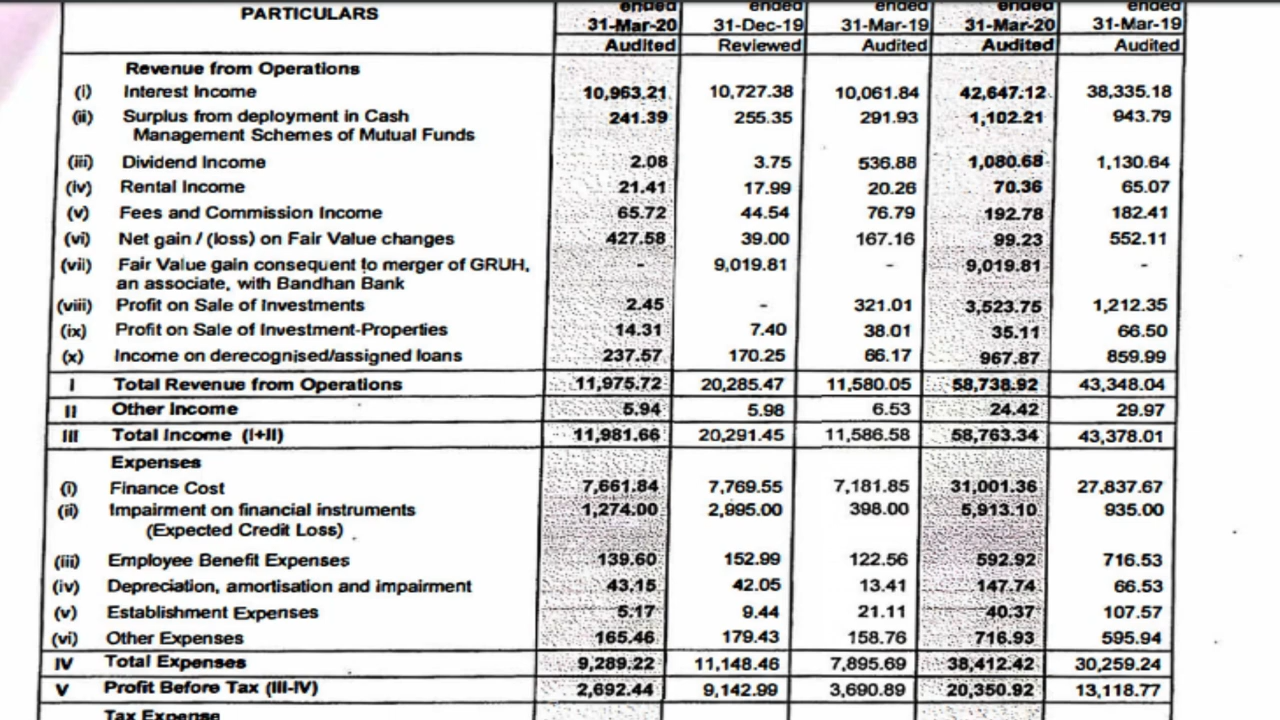 PARTICULARS ended ended ended ended ended
31-Mar-20 31-Dec-19 31-Mar-19 31-Mar-20 31-Mar-19
Audited Reviewed Audited Audited Audited
Revenue from Operations
(i) Interest Income 10,963.21 10,727.38 10,061.84 42,647.12 38,335.18
(ii) Surplus from deployment in Cash 241.39 255.35 291.93 1,102.21 943.79
Management Schemes of Mutual Funds
(iii) Dividend Income 2.08 3.75 536.88 1,080.68 1,130.64
(iv) Rental Income 21.41 17.99 20.26 70.36 65.07
(v) Fees and Commission Income 65.72 44.54 76.79 192.78 182.41
(vi) Net gain / (loss) on Fair Value changes 427.58 39.00 167.16 99.23 552.11
(vii) Fair Value gain consequent to merger of GRUH, - 9,019.81 - 9,019.81 -
an associate, with Bandhan Bank
(viii) Profit on Sale of Investments 2.45 - 321.01 3,523.75 1,212.35
(ix) Profit on Sale of Investment-Properties 14.31 7.40 38.01 35.11 66.50
(x) Income on derecognised/assigned loans 237.57 170.25 66.17 967.87 859.99
I Total Revenue from Operations 11,975.72 20,285.47 11,580.05 58,738.92 43,348.04
II Other Income 5.94 5.98 6.53 24.42 29.97
III Total Income (I+II) 11,981.66 20,291.45 11,586.58 58,763.34 43,378.01
Expenses
(i) Finance Cost 7,661.84 7,769.55 7,181.85 31,001.36 27,837.67
(ii) Impairment on financial instruments 1,274.00 2,995.00 398.00 5,913.10 935.00
(Expected Credit Loss)
(iii) Employee Benefit Expenses 139.60 152.99 122.56 592.92 716.53
(iv) Depreciation, amortisation and impairment 43.15 42.05 13.41 147.74 66.53
(v) Establishment Expenses 5.17 9.44 21.11 40.37 107.57
(vi) Other Expenses 165.46 179.43 158.76 716.93 595.94
IV Total Expenses 9,289.22 11,148.46 7,895.69 38,412.42 30,259.24
V Profit Before Tax (III-IV) 2,692.44 9,142.99 3,690.89 20,350.92 13,118.77
Tax Expense